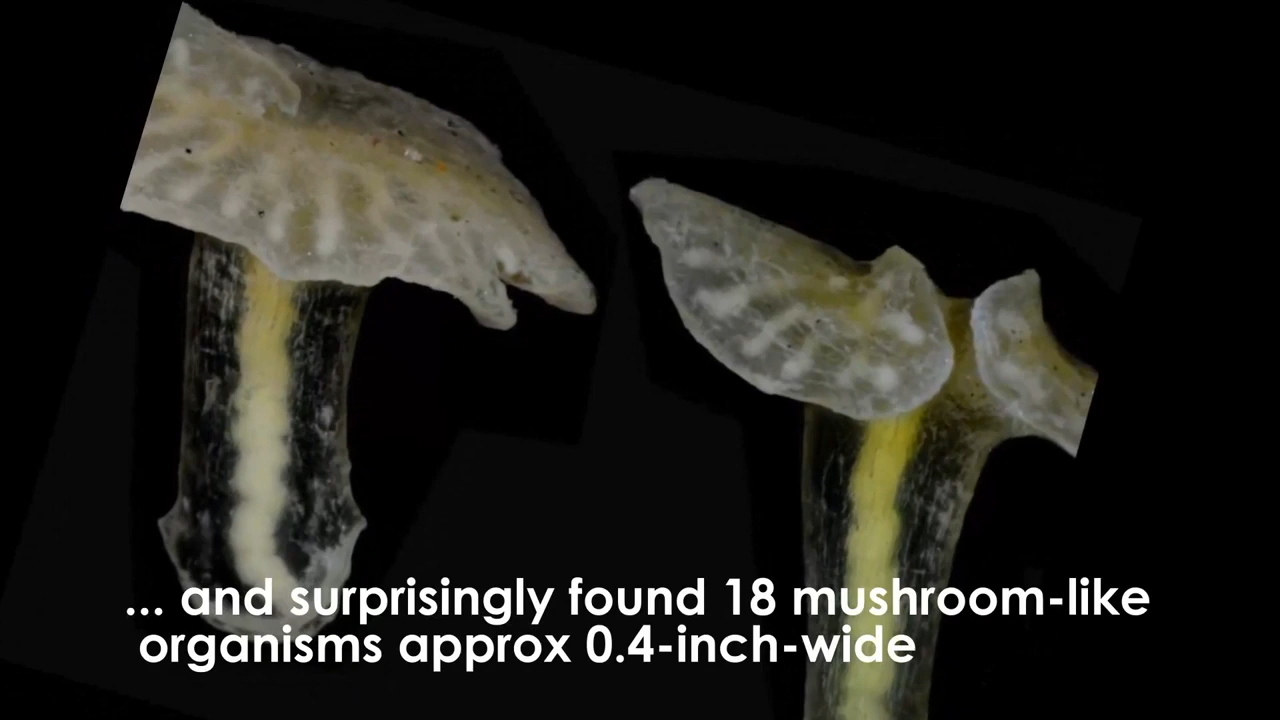 ... and surprisingly found 18 mushroom-like
organisms approx 0.4-inch-wide